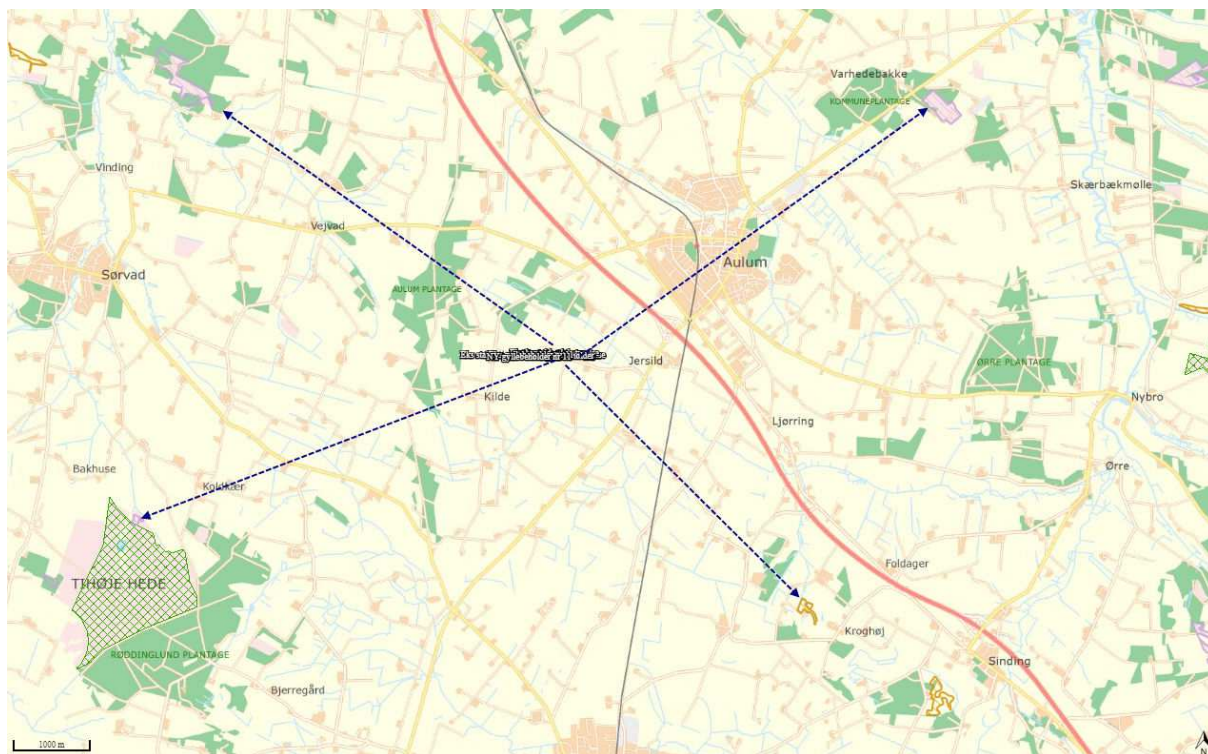 Varhedebakke
KOMMUNEPLANTAGE
Vinding
Skærbækmølle
Vejvad
Aulum
Sørvad
AULUM PLANTAGE
Jersild
ØRRE PLANTAGE
Kilde
Nybro
Ljørring
Bakhuse
Ørre
Koldkær
Foldager
TIHØJE HEDE
Kroghøj
RØDDINGLUND PLANTAGE
Sinding
Bjerregård
1000 m
N